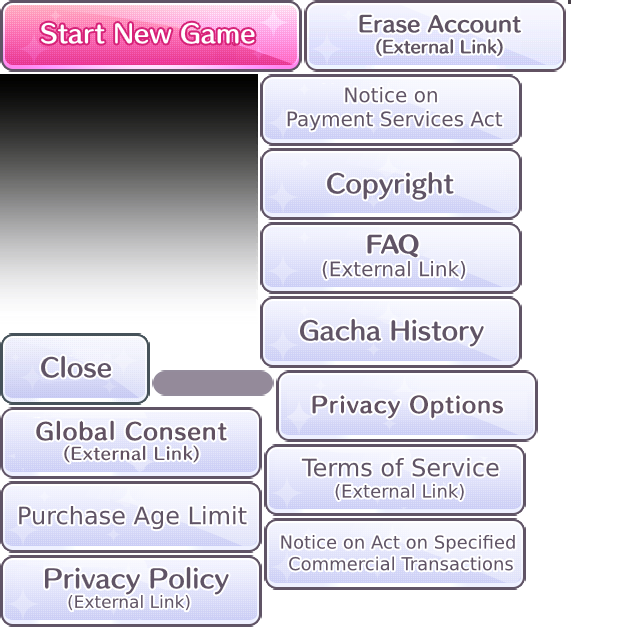 Start New Game
Erase Account
(External Link)
Notice on
Payment Services Act
Copyright
FAQ
(External Link)
Gacha History
Close
Privacy Options
Global Consent
(External Link)
Terms of Service
(External Link)
Purchase Age Limit
Notice on Act on Specified
Commercial Transactions
Privacy Policy
(External Link)